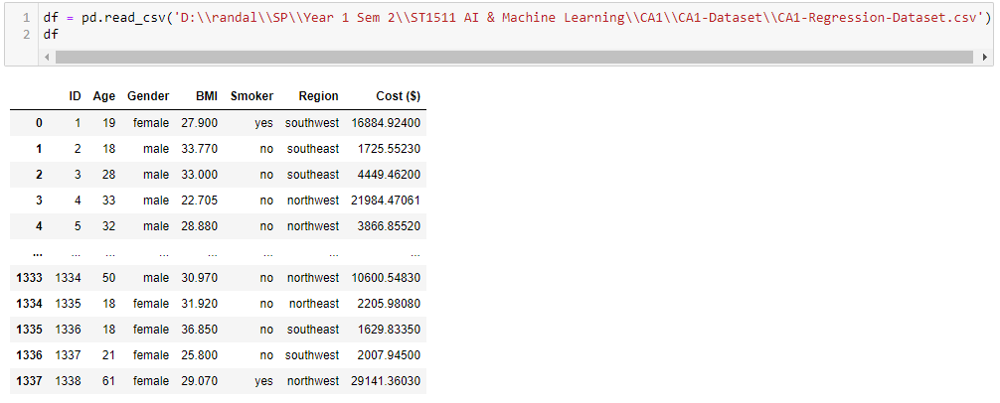 1 df = pd.read_csv('D:\\randal\\SP\\Year 1 Sem 2\\ST1511 AI & Machine Learning\\CA1\\CA1-Dataset\\CA1-Regression-Dataset.csv')
2 df
ID Age Gender BMI Smoker Region Cost ($)
0 1 19 female 27.900 yes southwest 16884.92400
1 2 18 male 33.770 no southeast 1725.55230
2 3 28 male 33.000 no southeast 4449.46200
3 4 33 male 22.705 no northwest 21984.47061
4 5 32 male 28.880 no northwest 3866.85520
... ... ... ... ... ... ... ...
1333 1334 50 male 30.970 no northwest 10600.54830
1334 1335 18 female 31.920 no northeast 2205.98080
1335 1336 18 female 36.850 no southeast 1629.83350
1336 1337 21 female 25.800 no southwest 2007.94500
1337 1338 61 female 29.070 yes northwest 29141.36030